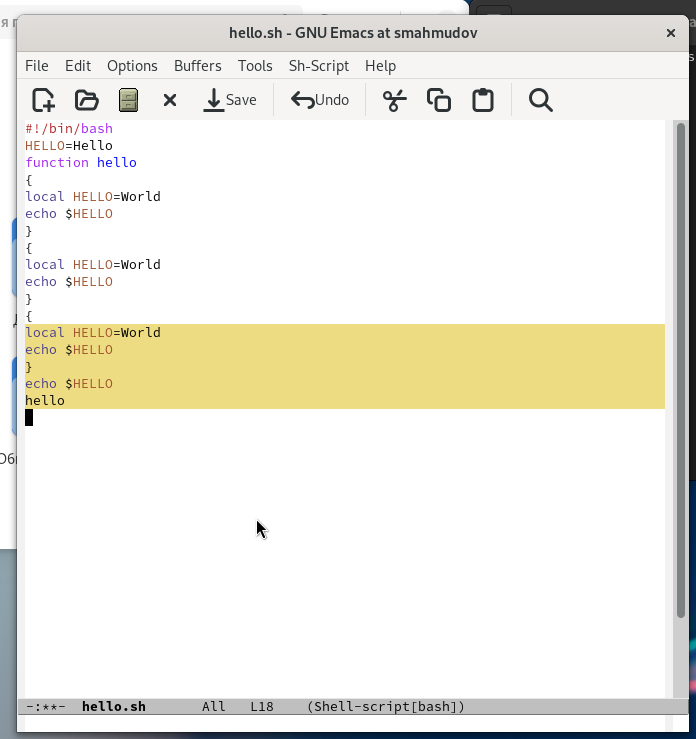 hello.sh - GNU Emacs at smahmudov
File Edit Options Buffers Tools Sh-Script Help
Save Undo
#!/bin/bash
HELLO=Hello
function hello
{
local HELLO=World
echo $HELLO
}
{
local HELLO=World
echo $HELLO
}
{
local HELLO=World
echo $HELLO
}
echo $HELLO
hello
-:**- hello.sh All L18 (Shell-script[bash])